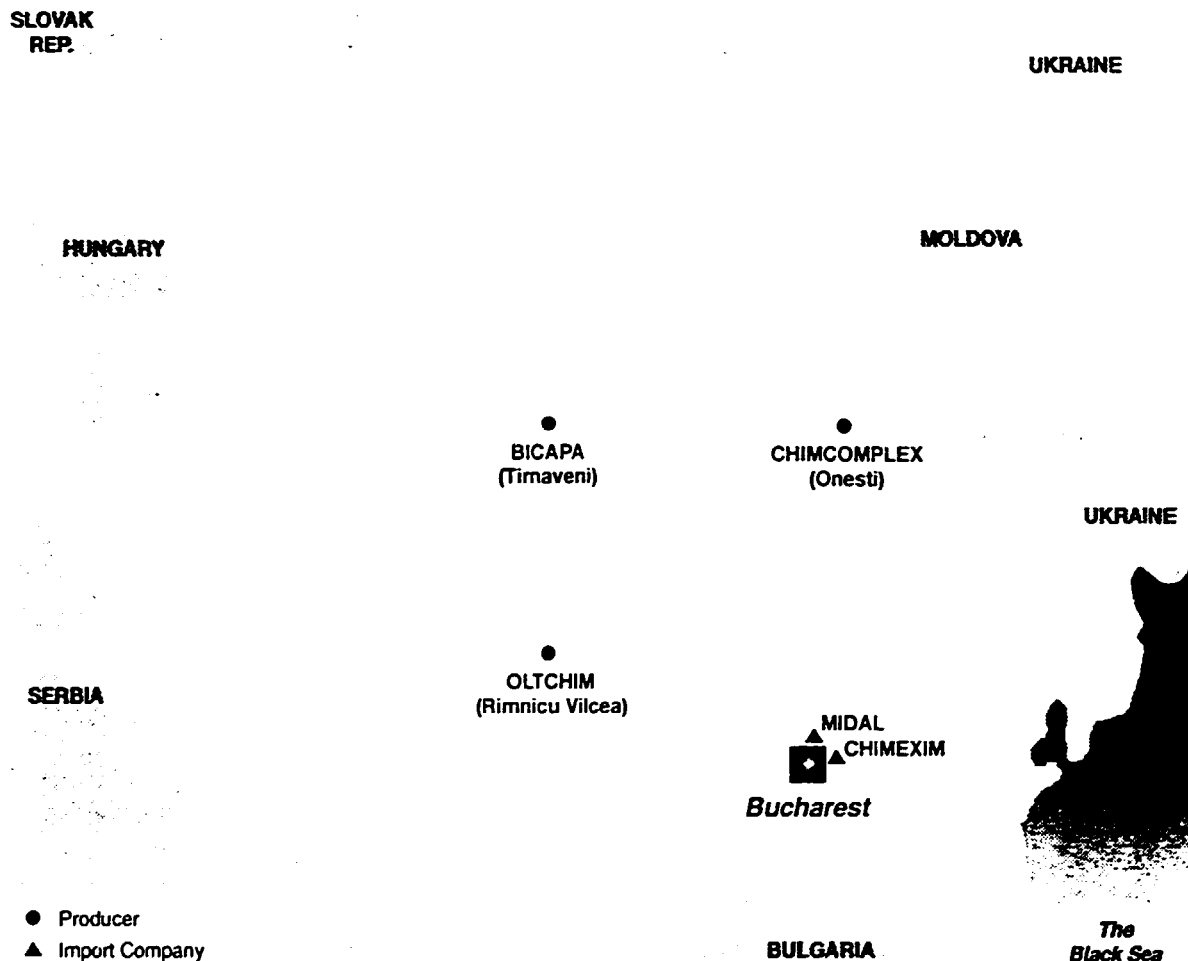 SLOVAK
REP.
UKRAINE
HUNGARY
MOLDOVA
BICAPA
(Tirnaveni)
CHIMCOMPLEX
(Onesti)
UKRAINE
OLTCHIM
(Rimnicu Vilcea)
SERBIA
MIDAL
CHIMEXIM
Bucharest
Producer
Import Company
BULGARIA
The
Black Sea